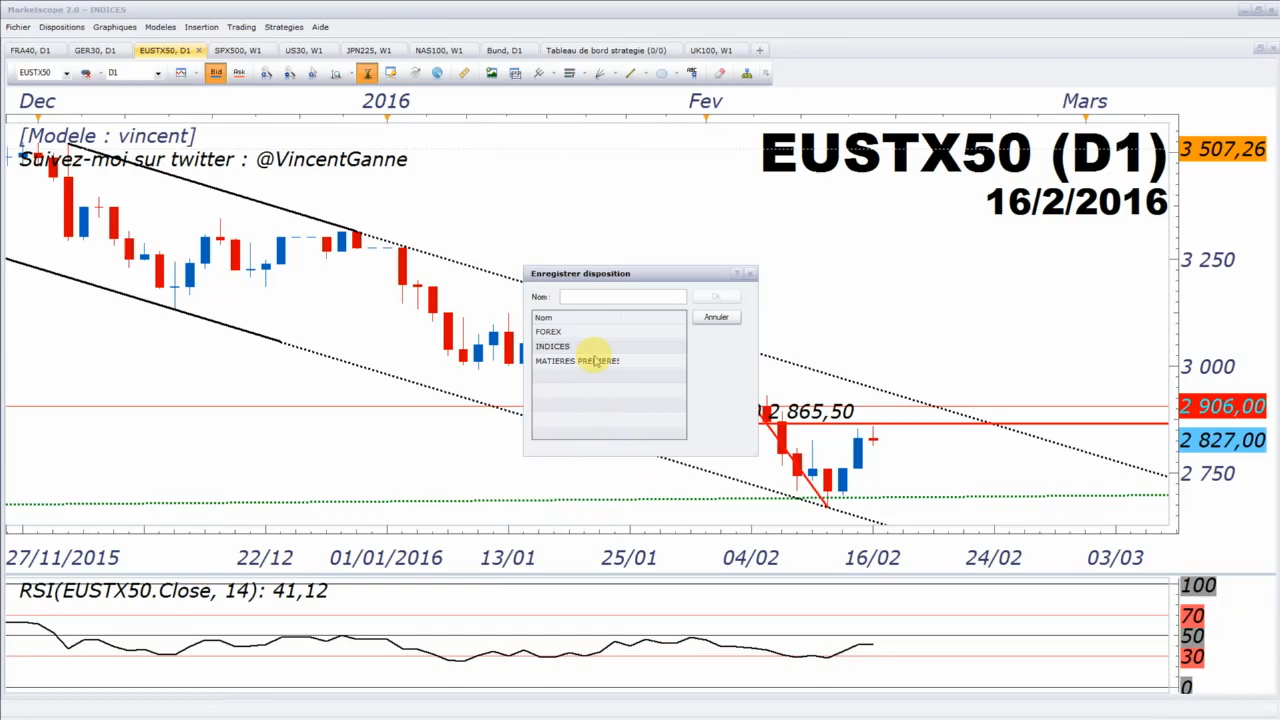 Marketscope 2.0 - INDICES
Fichier Dispositions Graphiques Modeles Insertion Trading Strategies Aide
FRA40, D1 GER30, D1 EUSTX50, D1 SPX500, W1 US30, W1 JPN225, W1 NAS100, W1 Bund, D1 Tableau de bord strategie (0/0) UK100, W1
EUSTX50 D1 Bid Ask ABC
Dec 2016 Fev Mars
[Modele : vincent]
Suivez-moi sur twitter : @VincentGanne
EUSTX50 (D1)
16/2/2016
3 507,26
3 250
3 000
2 906,00
2 827,00
2 750
Enregistrer disposition
Nom :
Ok
Nom
Annuler
FOREX
INDICES
MATIERES PREMIERES
2 865,50
27/11/2015 22/12 01/01/2016 13/01 25/01 04/02 16/02 24/02 03/03
RSI(EUSTX50.Close, 14): 41,12
100
70
50
30
0